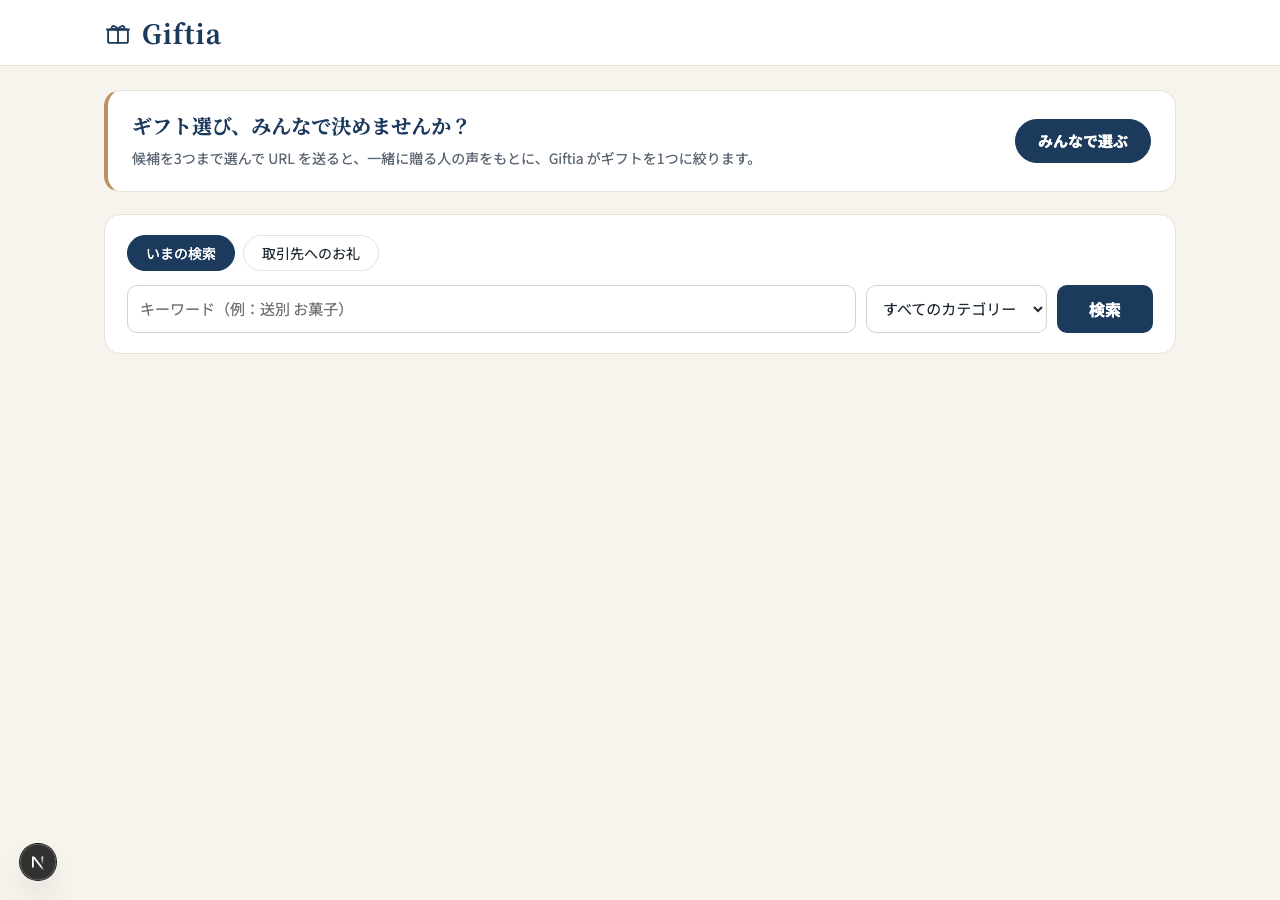 Giftia
ギフト選び、みんなで決めませんか？
候補を3つまで選んで URL を送ると、一緒に贈る人の声をもとに、Giftia がギフトを1つに絞ります。
みんなで選ぶ
いまの検索 取引先へのお礼
キーワード（例：送別 お菓子） すべてのカテゴリー 検索
N